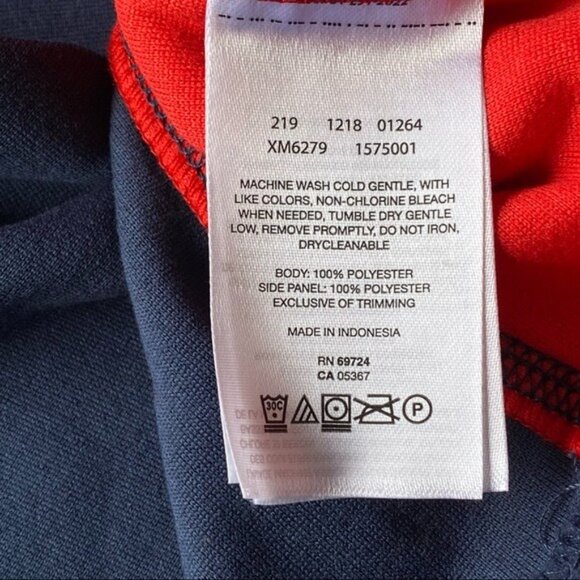 219 1218 01264
XM6279 1575001
MACHINE WASH COLD GENTLE, WITH
LIKE COLORS, NON-CHLORINE BLEACH
WHEN NEEDED, TUMBLE DRY GENTLE
LOW, REMOVE PROMPTLY, DO NOT IRON,
DRYCLEANABLE
BODY: 100% POLYESTER
SIDE PANEL: 100% POLYESTER
EXCLUSIVE OF TRIMMING
MADE IN INDONESIA
RN 69724
CA 05367
30C P